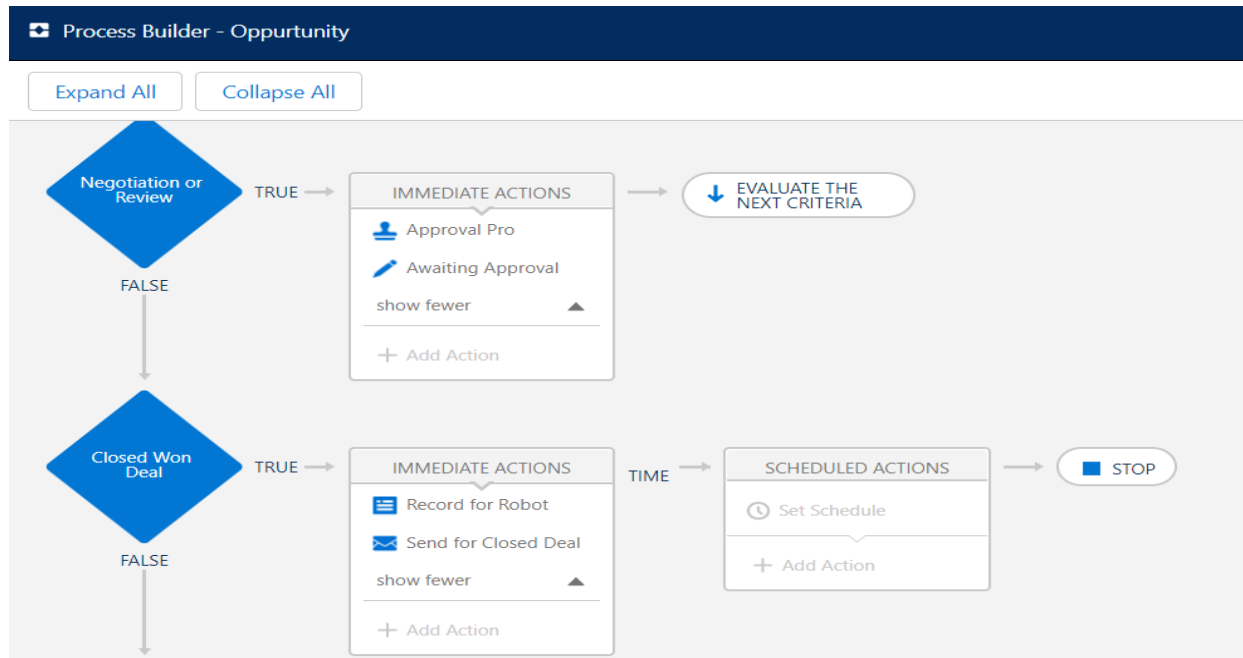 Process Builder - Oppurtunity
Expand All
Collapse All
Negotiation or
Review
TRUE
IMMEDIATE ACTIONS
EVALUATE THE
NEXT CRITERIA
Approval Pro
Awaiting Approval
show fewer
+ Add Action
FALSE
Closed Won
Deal
TRUE
IMMEDIATE ACTIONS
TIME
SCHEDULED ACTIONS
STOP
Record for Robot
Set Schedule
Send for Closed Deal
+ Add Action
show fewer
+ Add Action
FALSE